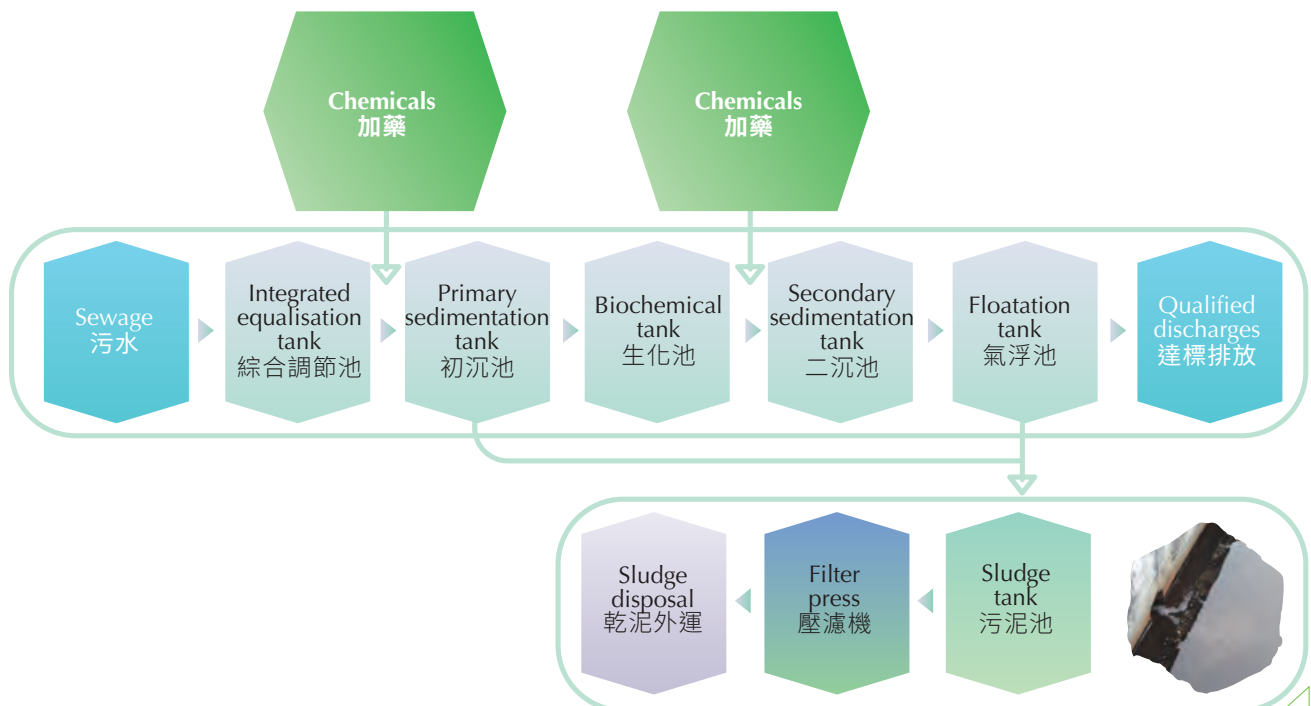 Chemicals
加藥
Chemicals
加藥
Sewage
污水
Integrated
equalisation
tank
綜合調節池
Primary
sedimentation
tank
初沉池
Biochemical
tank
生化池
Secondary
sedimentation
tank
二沉池
Floatation
tank
氣浮池
Qualified
discharges
達標排放
Sludge
disposal
乾泥外運
Filter
press
壓濾機
Sludge
tank
污泥池